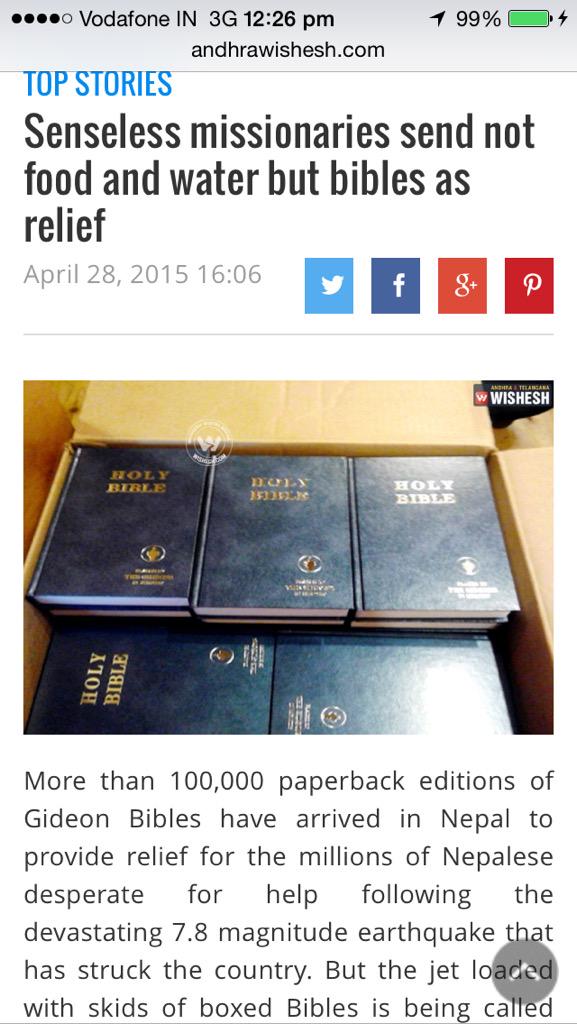 Vodafone IN 3G 12:26 pm 99%
andhrawishesh.com
TOP STORIES
Senseless missionaries send not
food and water but bibles as
relief
April 28, 2015 16:06
f g+
ANDHRA & TELANGANA
W WISHESH
HOLY
BIBLE
HOLY
BIBLE
HOLY
BIBLE
HOLY
BIBLE
More than 100,000 paperback editions of
Gideon Bibles have arrived in Nepal to
provide relief for the millions of Nepalese
desperate for help following the
devastating 7.8 magnitude earthquake that
has struck the country. But the jet loaded
with skids of boxed Bibles is being called